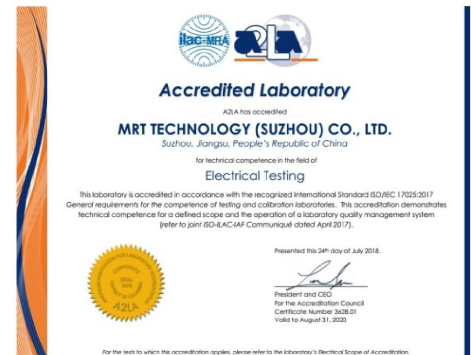 ilac-MRA
A2LA
Accredited Laboratory
A2LA has accredited
MRT TECHNOLOGY (SUZHOU) CO., LTD.
Suzhou, Jiangsu, People's Republic of China
for technical competence in the field of
Electrical Testing
This laboratory is accredited in accordance with the recognized International Standard ISO/IEC 17025:2017
General requirements for the competence of testing and calibration laboratories. This accreditation demonstrates
technical competence for a defined scope and the operation of a laboratory quality management system
(refer to joint ISO-ILAC-IAF Communiqué dated April 2017).
Presented this 24th day of July 2018.
President and CEO
For the Accreditation Council
Certificate Number 3628.01
Valid to August 31, 2020
CORPORATE
SEAL
1978
A2LA
For the tests to which this accreditation applies, please refer to the laboratory's Electrical Scope of Accreditation.